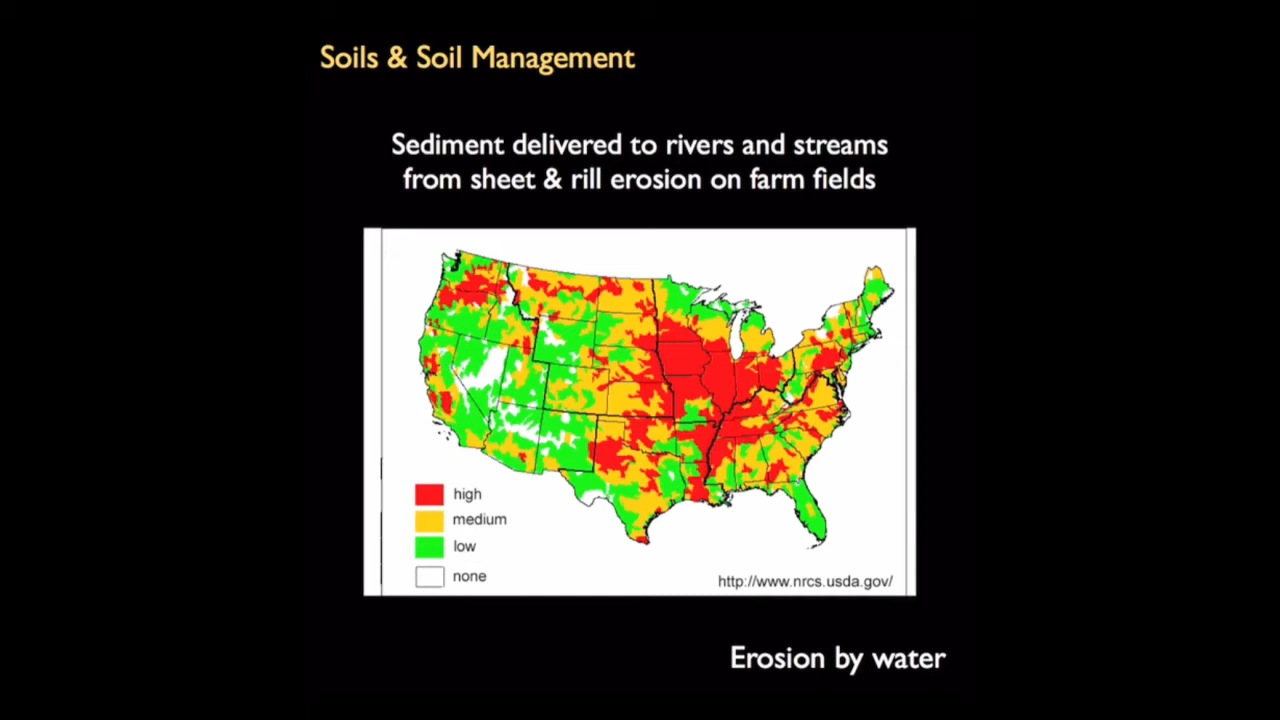 Soils & Soil Management
Sediment delivered to rivers and streams
from sheet & rill erosion on farm fields
high
medium
low
none
http://www.nrcs.usda.gov/
Erosion by water